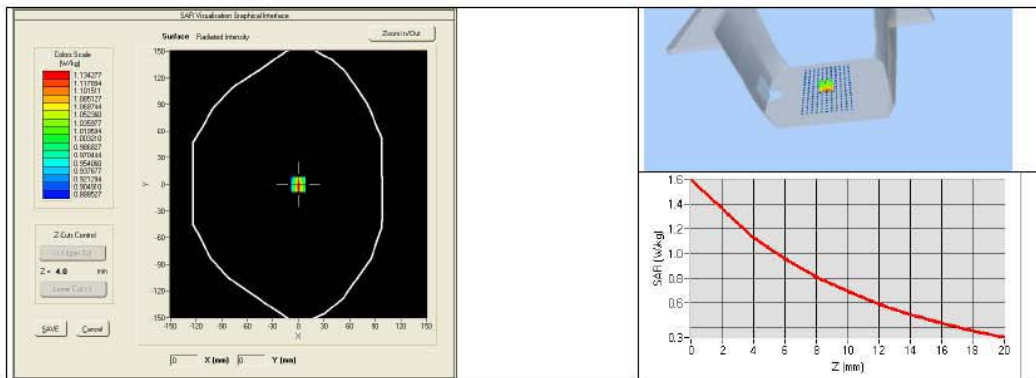 SAR Visualisation Graphical Interface
Surface Radiated Intensity
Zoom In/Out
Colors Scale
(W/kg)
1.134277
1.117894
1.101511
1.085127
1.068744
1.052360
1.035977
1.019594
1.003210
0.986827
0.970444
0.954060
0.937677
0.921294
0.904910
0.888527
Z-Cuts Control
Z = 4.0 mm
SAVE
Cancel
150-
120-
90-
60-
30-
0-
-30-
-60-
-90-
-120-
-150-
Y
-150 -120 -90 -60 -30 0 30 60 90 120 150
X
0 X (mm) 0 Y (mm)
1.6-
1.4-
1.2-
1.0-
0.8-
0.6-
0.3-
SAR (W/kg)
0 2 4 6 8 10 12 14 16 18 20
Z (mm)